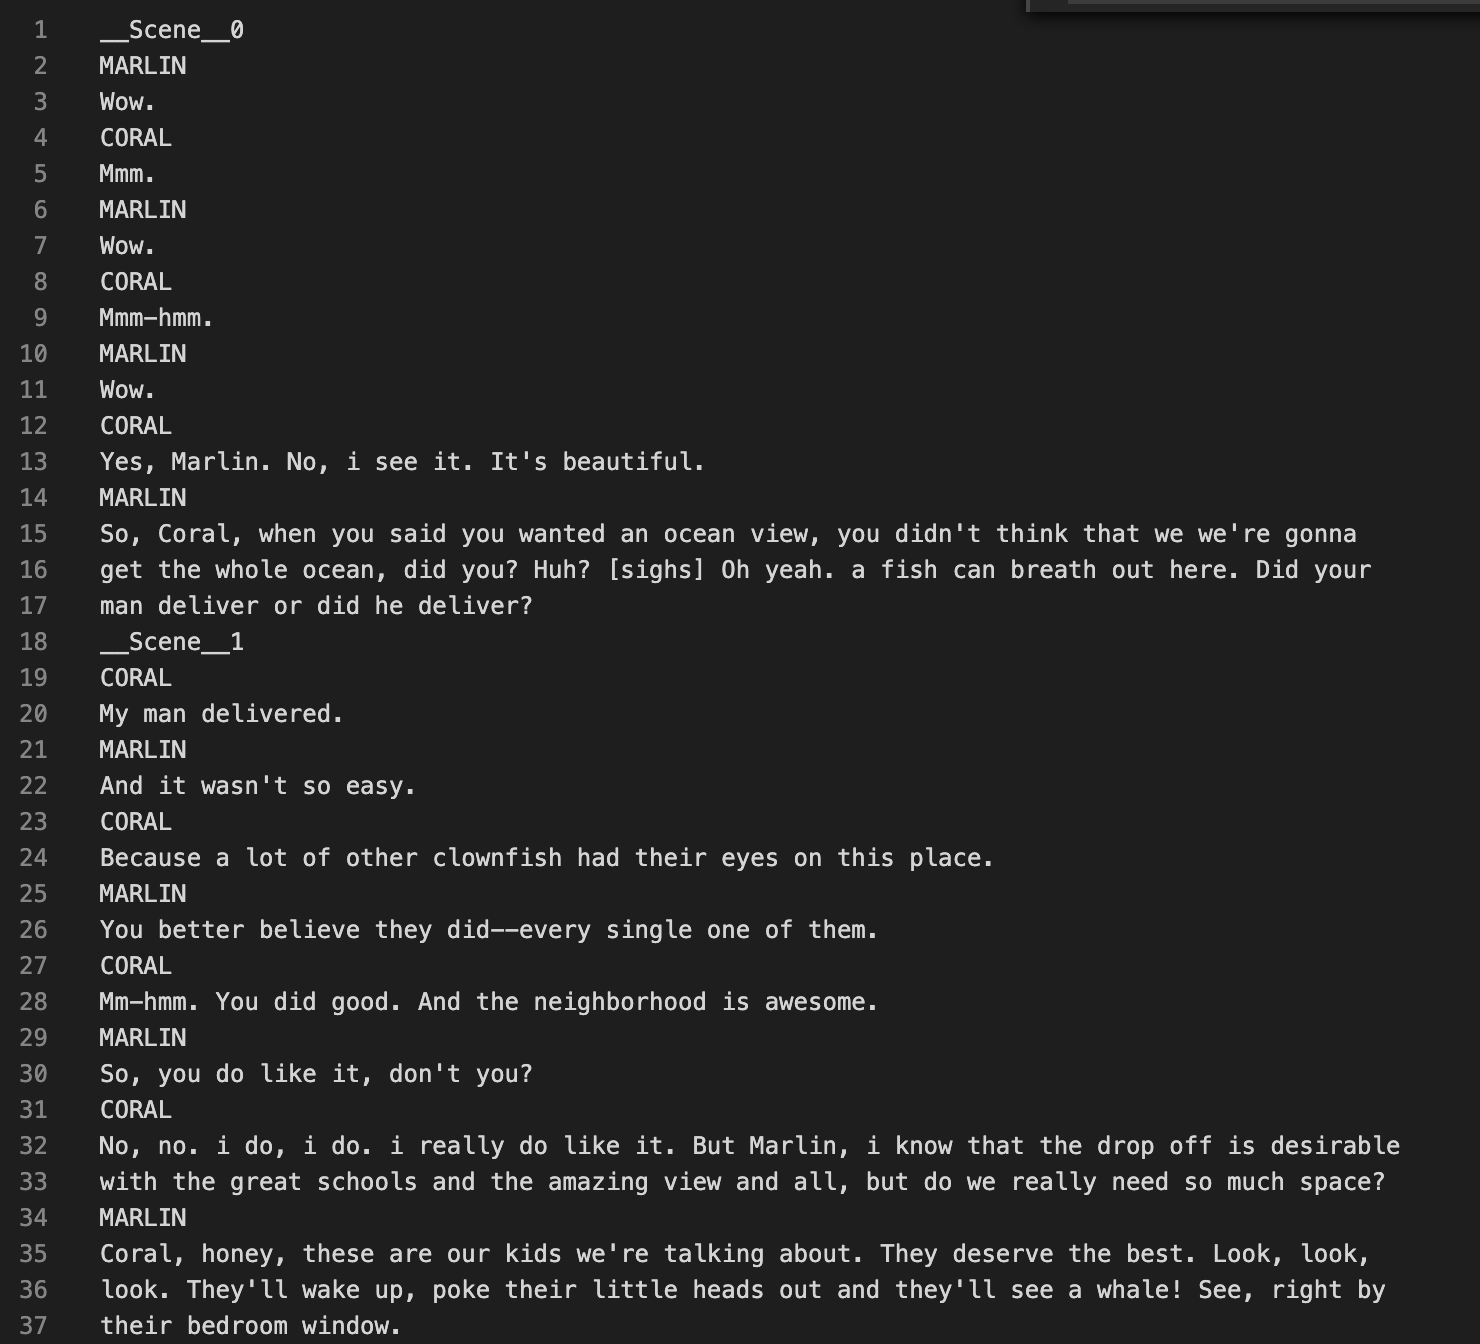 1 __Scene__0
2 MARLIN
3 Wow.
4 CORAL
5 Mmm.
6 MARLIN
7 Wow.
8 CORAL
9 Mmm-hmm.
10 MARLIN
11 Wow.
12 CORAL
13 Yes, Marlin. No, i see it. It's beautiful.
14 MARLIN
15 So, Coral, when you said you wanted an ocean view, you didn't think that we we're gonna
16 get the whole ocean, did you? Huh? [sighs] Oh yeah. a fish can breath out here. Did your
17 man deliver or did he deliver?
18 __Scene__1
19 CORAL
20 My man delivered.
21 MARLIN
22 And it wasn't so easy.
23 CORAL
24 Because a lot of other clownfish had their eyes on this place.
25 MARLIN
26 You better believe they did--every single one of them.
27 CORAL
28 Mm-hmm. You did good. And the neighborhood is awesome.
29 MARLIN
30 So, you do like it, don't you?
31 CORAL
32 No, no. i do, i do. i really do like it. But Marlin, i know that the drop off is desirable
33 with the great schools and the amazing view and all, but do we really need so much space?
34 MARLIN
35 Coral, honey, these are our kids we're talking about. They deserve the best. Look, look,
36 look. They'll wake up, poke their little heads out and they'll see a whale! See, right by
37 their bedroom window.